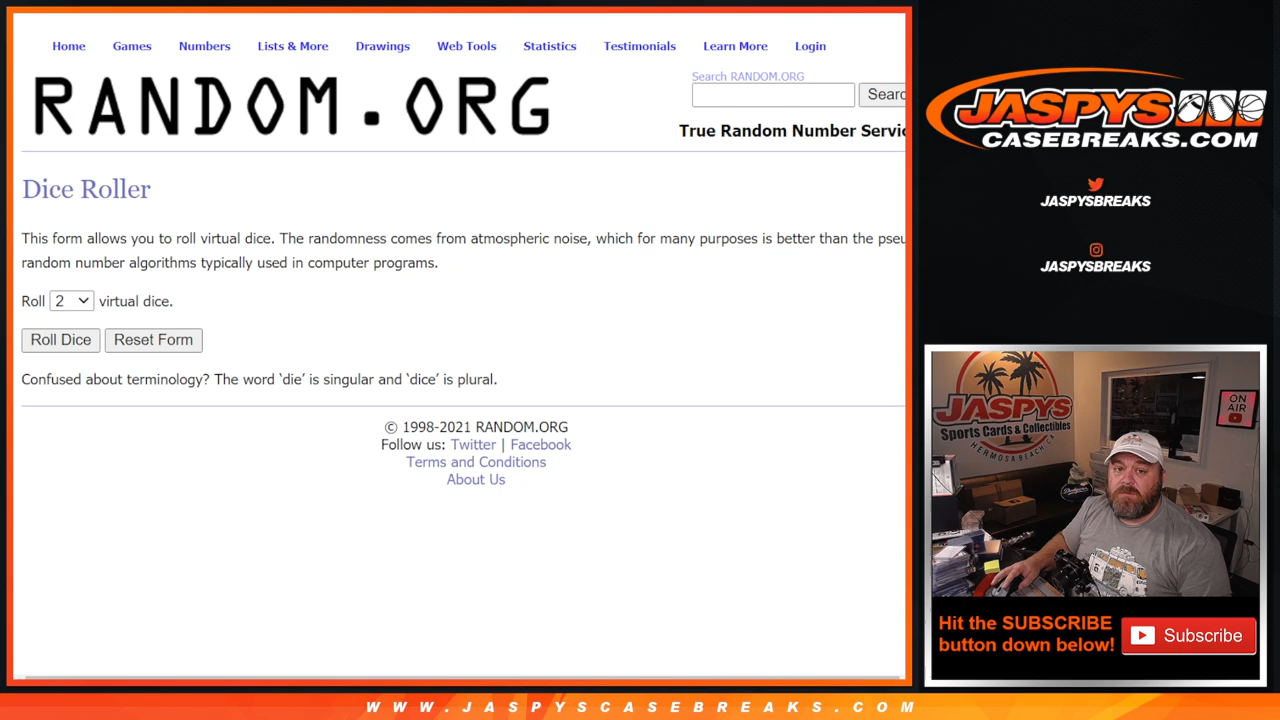 Home Games Numbers Lists & More Drawings Web Tools Statistics Testimonials Learn More Login
RANDOM.ORG
Search RANDOM.ORG
Searc
True Random Number Servic
Dice Roller
This form allows you to roll virtual dice. The randomness comes from atmospheric noise, which for many purposes is better than the pseu
random number algorithms typically used in computer programs.
Roll 2 virtual dice.
Roll Dice Reset Form
Confused about terminology? The word ‘die’ is singular and ‘dice’ is plural.
© 1998-2021 RANDOM.ORG
Follow us: Twitter | Facebook
Terms and Conditions
About Us
JASPYS
CASEBREAKS.COM
JASPYSBREAKS
JASPYSBREAKS
JASPYS
Sports Cards & Collectibles
HERMOSA BEACH, CA
ON
AIR
Hit the SUBSCRIBE
button down below!
Subscribe
WWW.JASPYSCASEBREAKS.COM